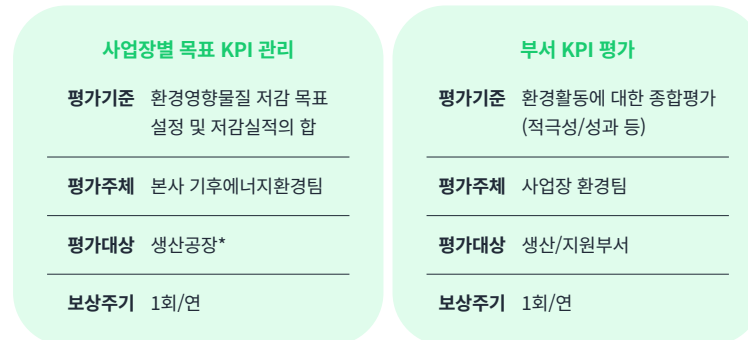 사업장별 목표 KPI 관리
평가기준 환경영향물질 저감 목표
설정 및 저감실적의 합
평가주체 본사 기후에너지환경팀
평가대상 생산공장*
보상주기 1회/연
부서 KPI 평가
평가기준 환경활동에 대한 종합평가
(적극성/성과 등)
평가주체 사업장 환경팀
평가대상 생산/지원부서
보상주기 1회/연